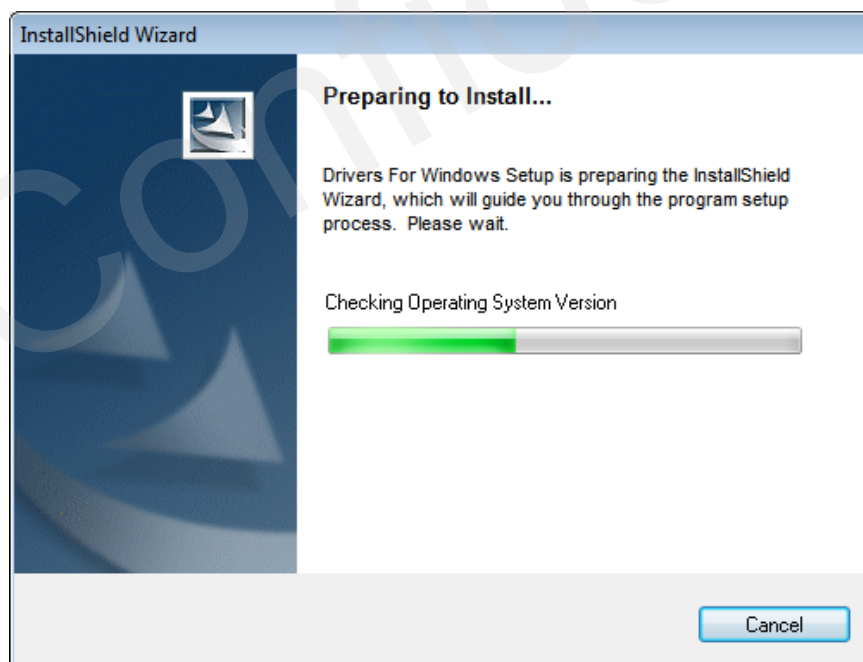 InstallShield Wizard
Preparing to Install...
Drivers For Windows Setup is preparing the InstallShield
Wizard, which will guide you through the program setup
process.  Please wait.
Checking Operating System Version
Cancel